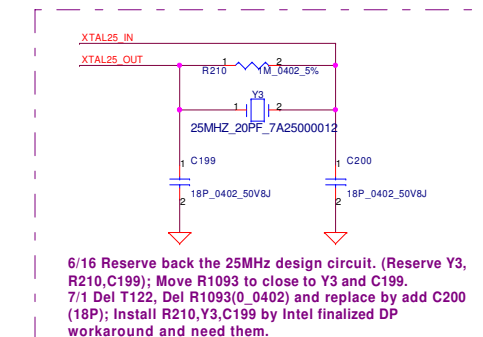 XTAL25_IN
XTAL25_OUT
1 2
R210 1M_0402_5%
Y3
1 2
25MHZ_20PF_7A25000012
1 C199 1 C200
18P_0402_50V8J 18P_0402_50V8J
2 2
6/16 Reserve back the 25MHz design circuit. (Reserve Y3,
R210,C199); Move R1093 to close to Y3 and C199.
7/1 Del T122, Del R1093(0_0402) and replace by add C200
(18P); Install R210,Y3,C199 by Intel finalized DP
workaround and need them.